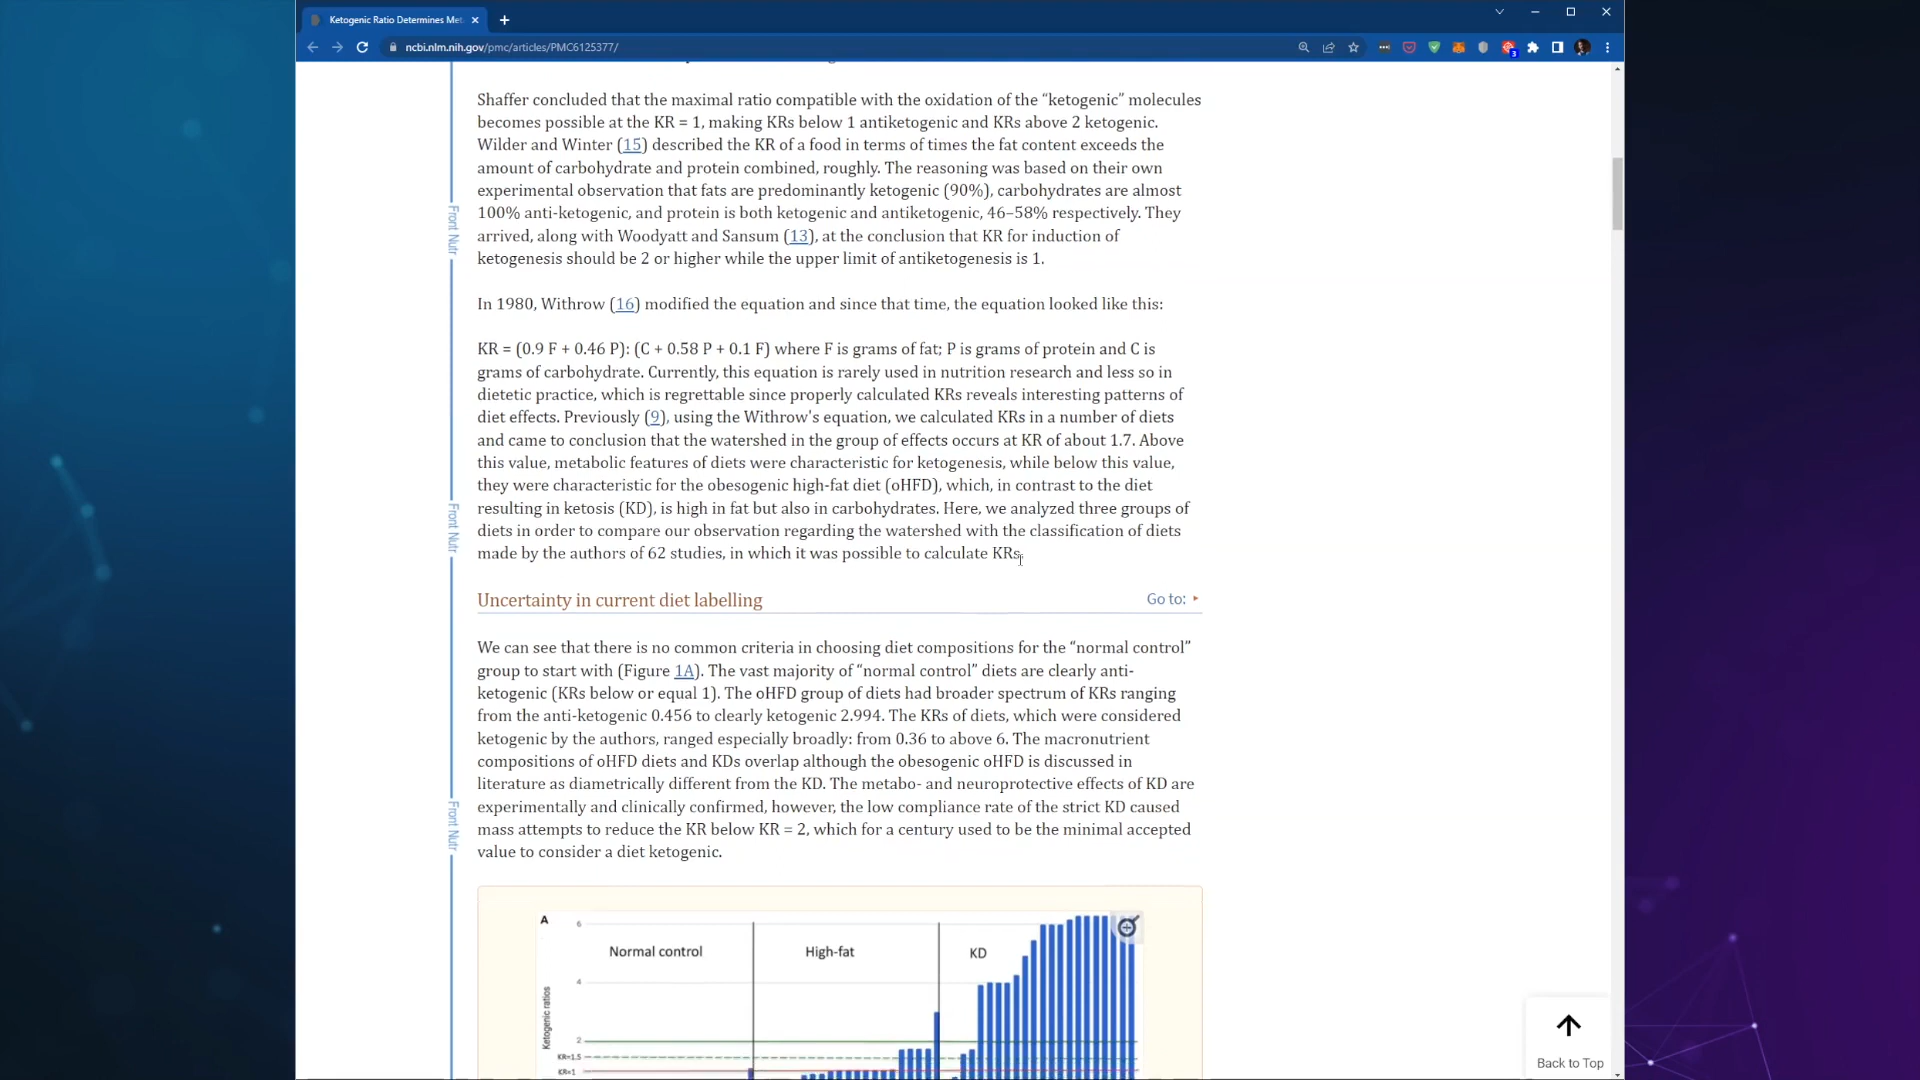 Ketogenic Ratio Determines Met
ncbi.nlm.nih.gov/pmc/articles/PMC6125377/
3
Shaffer concluded that the maximal ratio compatible with the oxidation of the “ketogenic” molecules
becomes possible at the KR = 1, making KRs below 1 antiketogenic and KRs above 2 ketogenic.
Wilder and Winter (15) described the KR of a food in terms of times the fat content exceeds the
amount of carbohydrate and protein combined, roughly. The reasoning was based on their own
experimental observation that fats are predominantly ketogenic (90%), carbohydrates are almost
100% anti-ketogenic, and protein is both ketogenic and antiketogenic, 46–58% respectively. They
arrived, along with Woodyatt and Sansum (13), at the conclusion that KR for induction of
ketogenesis should be 2 or higher while the upper limit of antiketogenesis is 1.
In 1980, Withrow (16) modified the equation and since that time, the equation looked like this:
KR = (0.9 F + 0.46 P): (C + 0.58 P + 0.1 F) where F is grams of fat; P is grams of protein and C is
grams of carbohydrate. Currently, this equation is rarely used in nutrition research and less so in
dietetic practice, which is regrettable since properly calculated KRs reveals interesting patterns of
diet effects. Previously (9), using the Withrow's equation, we calculated KRs in a number of diets
and came to conclusion that the watershed in the group of effects occurs at KR of about 1.7. Above
this value, metabolic features of diets were characteristic for ketogenesis, while below this value,
they were characteristic for the obesogenic high-fat diet (oHFD), which, in contrast to the diet
resulting in ketosis (KD), is high in fat but also in carbohydrates. Here, we analyzed three groups of
diets in order to compare our observation regarding the watershed with the classification of diets
made by the authors of 62 studies, in which it was possible to calculate KRs.
Front Nutr
Front Nutr
Front Nutr
Uncertainty in current diet labelling
Go to:
We can see that there is no common criteria in choosing diet compositions for the “normal control”
group to start with (Figure 1A). The vast majority of “normal control” diets are clearly anti-
ketogenic (KRs below or equal 1). The oHFD group of diets had broader spectrum of KRs ranging
from the anti-ketogenic 0.456 to clearly ketogenic 2.994. The KRs of diets, which were considered
ketogenic by the authors, ranged especially broadly: from 0.36 to above 6. The macronutrient
compositions of oHFD diets and KDs overlap although the obesogenic oHFD is discussed in
literature as diametrically different from the KD. The metabo- and neuroprotective effects of KD are
experimentally and clinically confirmed, however, the low compliance rate of the strict KD caused
mass attempts to reduce the KR below KR = 2, which for a century used to be the minimal accepted
value to consider a diet ketogenic.
A
6
Normal control
High-fat
KD
4
Ketogenic ratios
2
KR=1.5
KR=1
Back to Top